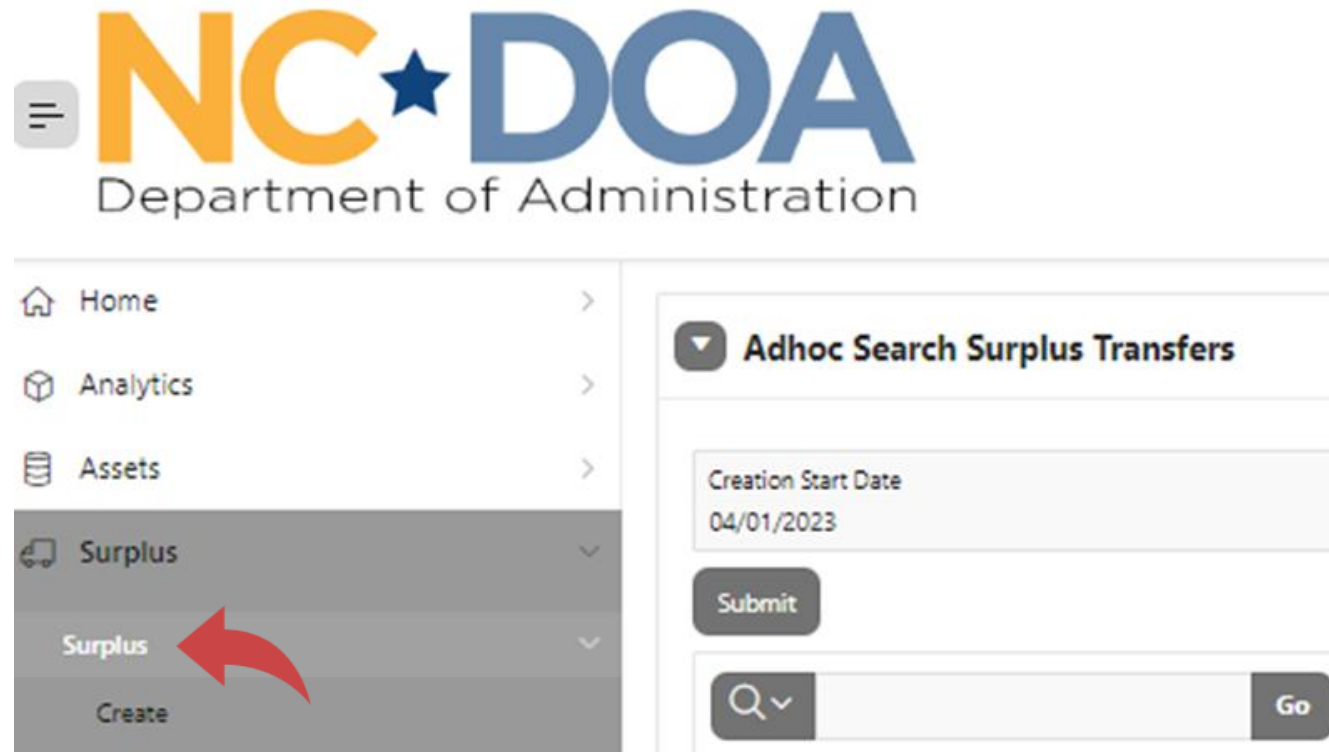 NC★DOA
Department of Administration
Home
Analytics
Assets
Surplus
Surplus
Create
Adhoc Search Surplus Transfers
Creation Start Date
04/01/2023
Submit
Go